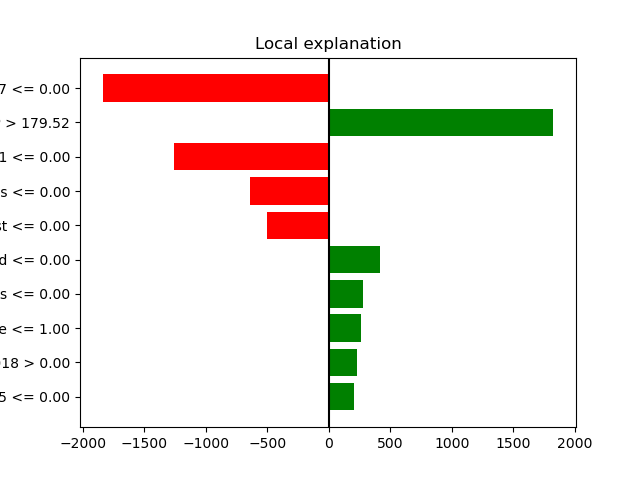 Local explanation
7 <= 0.00
> 179.52
1 <= 0.00
s <= 0.00
st <= 0.00
d <= 0.00
s <= 0.00
e <= 1.00
018 > 0.00
5 <= 0.00
−2000 −1500 −1000 −500 0 500 1000 1500 2000